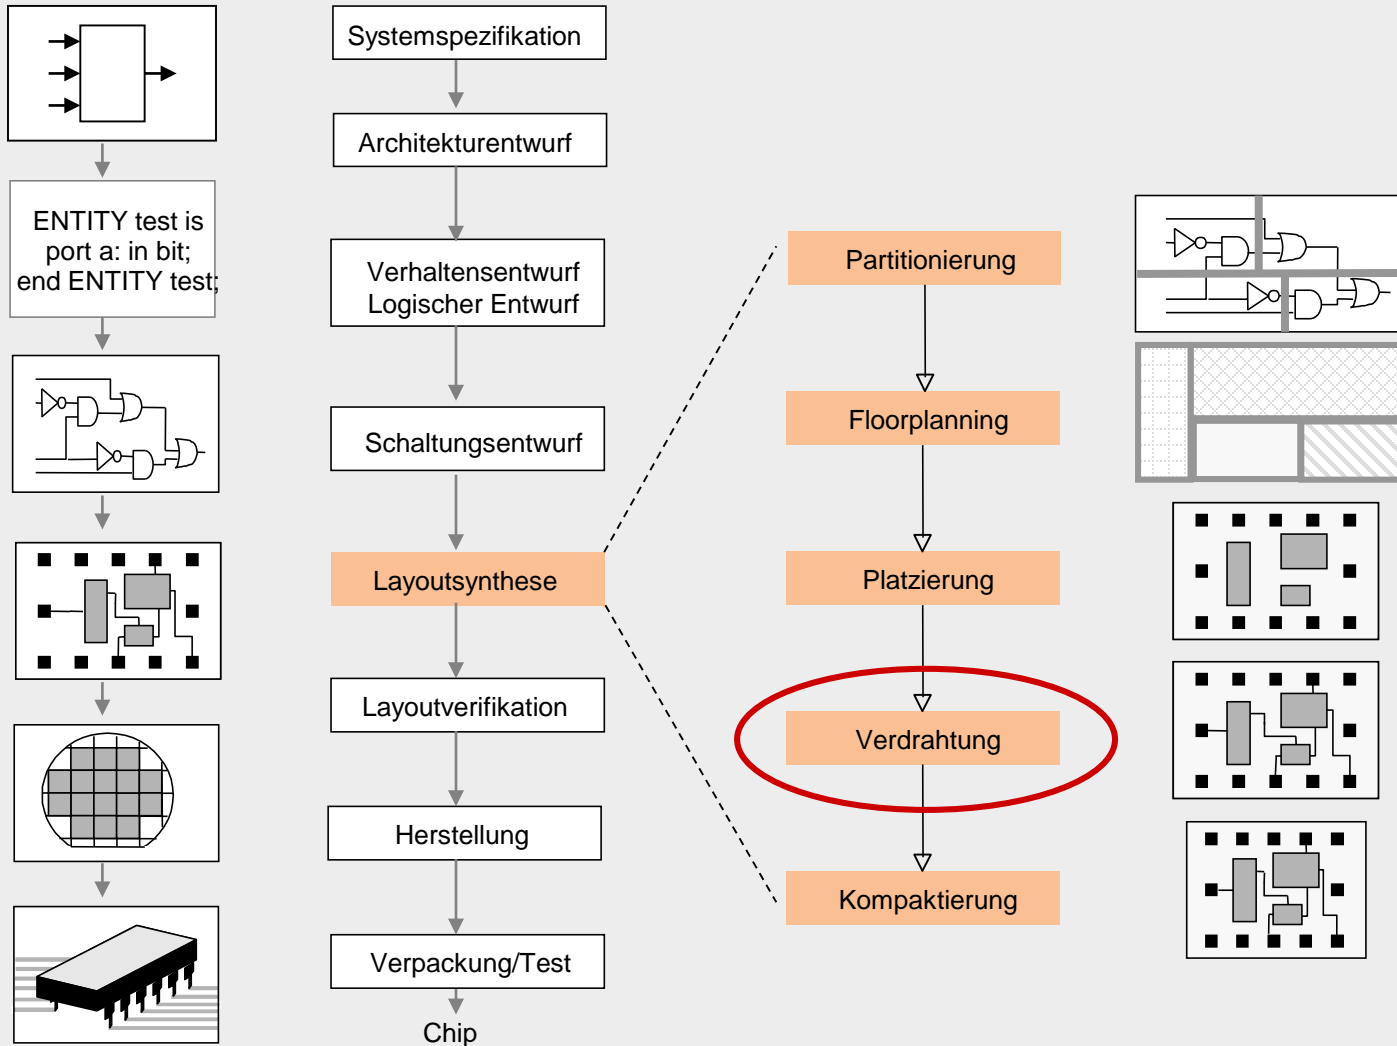 ENTITY test is
port a: in bit;
end ENTITY test;
Systemspezifikation
Architekturentwurf
Verhaltensentwurf
Logischer Entwurf
Schaltungsentwurf
Layoutsynthese
Layoutverifikation
Herstellung
Verpackung/Test
Chip
Partitionierung
Floorplanning
Platzierung
Verdrahtung
Kompaktierung